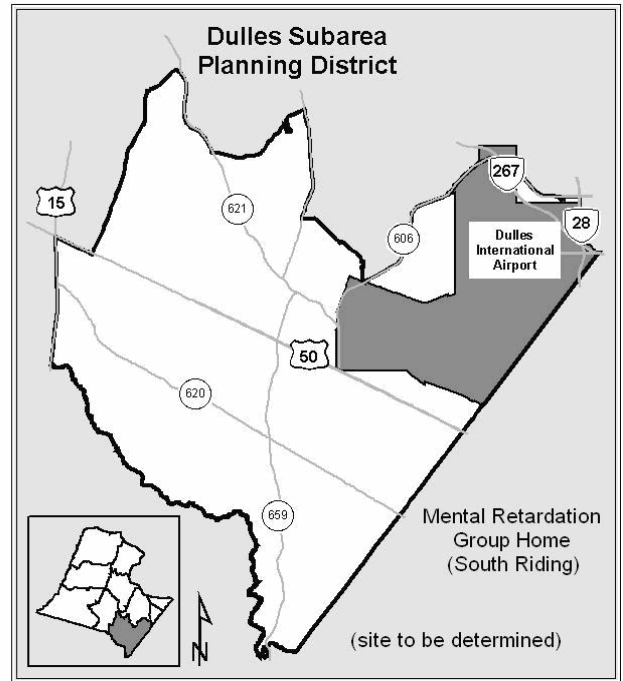 Dulles Subarea
Planning District
267
15
621
28
606
Dulles
International
Airport
50
620
659
Mental Retardation
Group Home
(South Riding)
(site to be determined)
N